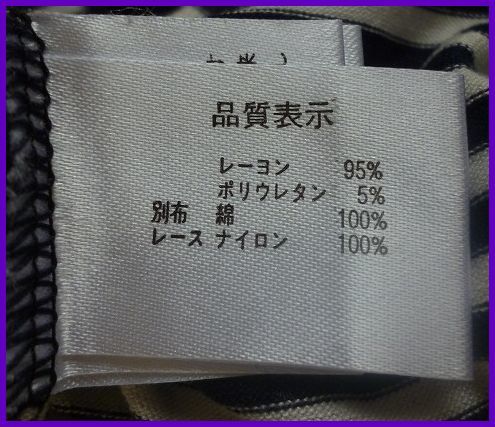 品質表示
レーヨン 95%
ポリウレタン 5%
別布 綿 100%
レース ナイロン 100%